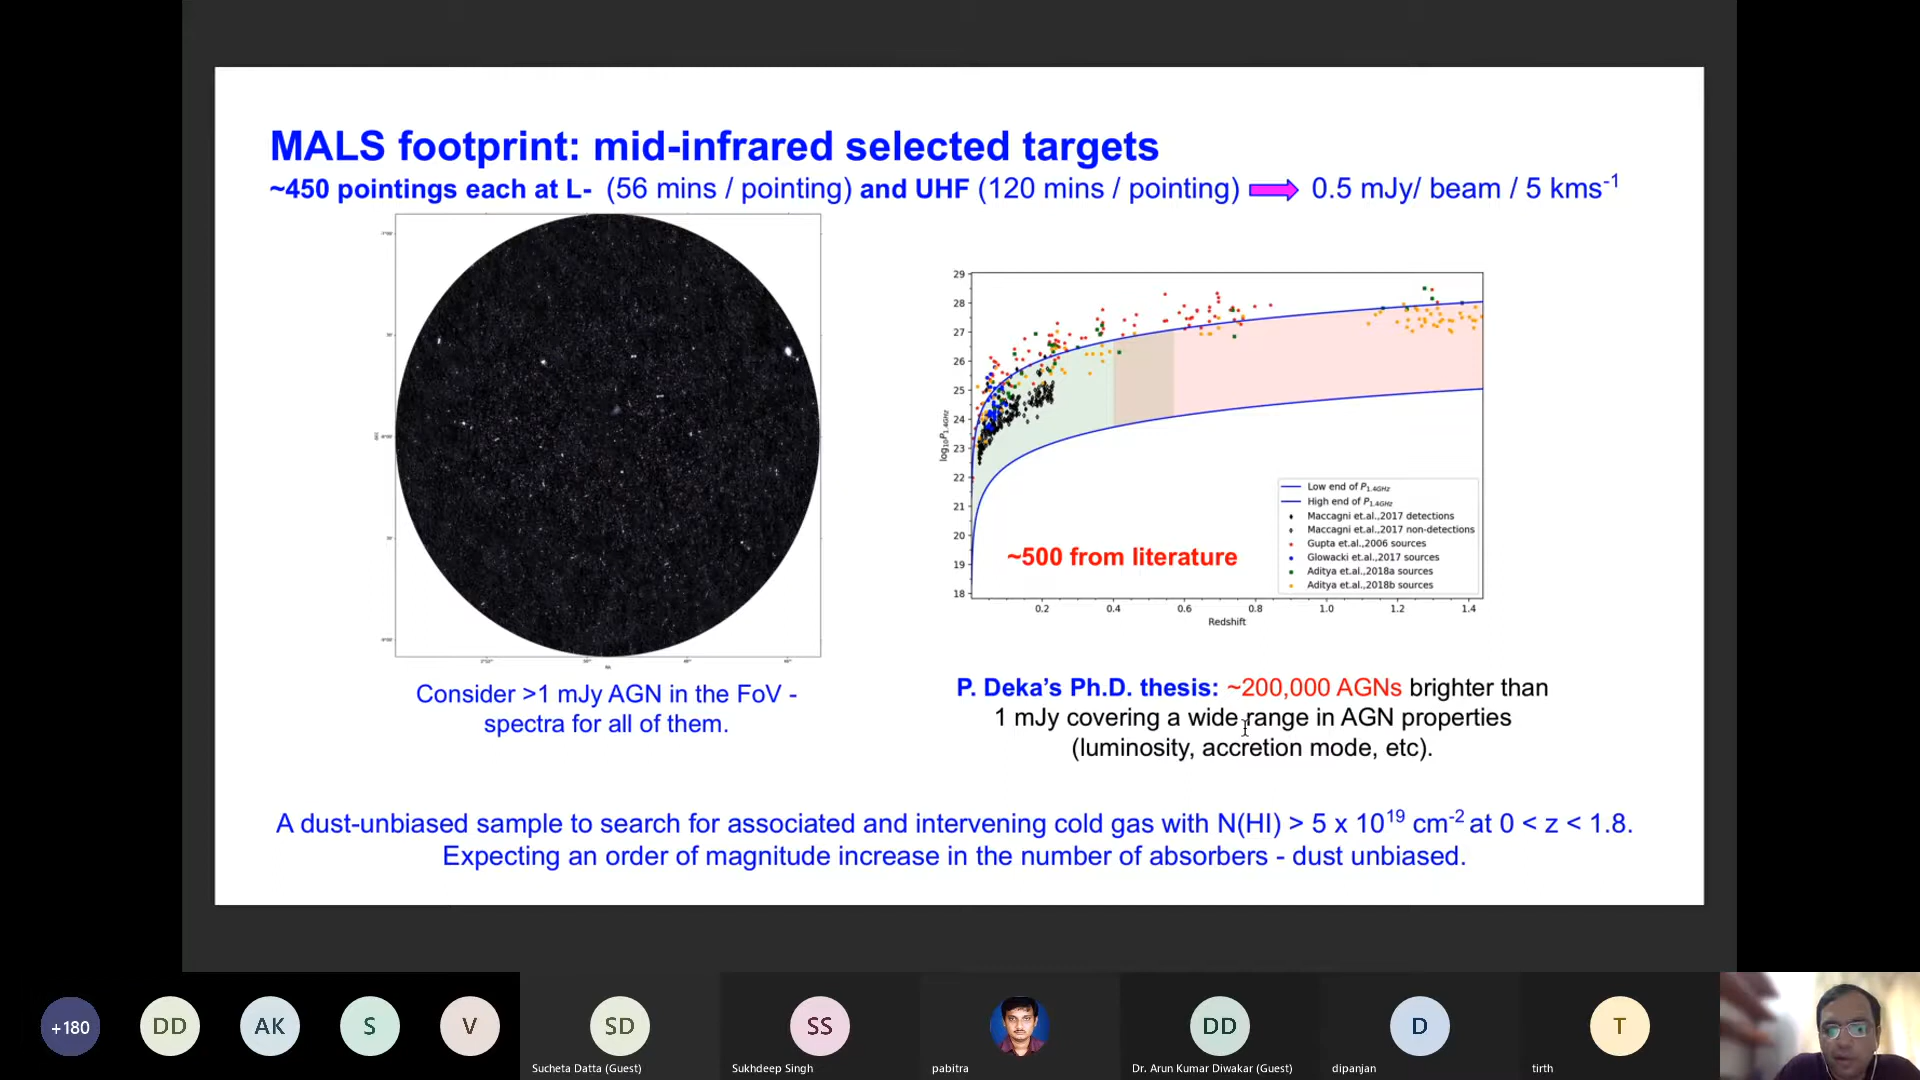 MALS footprint: mid-infrared selected targets
~450 pointings each at L- (56 mins / pointing) and UHF (120 mins / pointing) 0.5 mJy/ beam / 5 kms-1
29
28
27
26
25
24
23
22
21
20
19
18
log10P1.4GHz
0.2 0.4 0.6 0.8 1.0 1.2 1.4
Redshift
Low end of P1.4GHz
High end of P1.4GHz
Maccagni et.al.,2017 detections
Maccagni et.al.,2017 non-detections
Gupta et.al.,2006 sources
Glowacki et.al.,2017 sources
Aditya et.al.,2018a sources
Aditya et.al.,2018b sources
~500 from literature
Consider >1 mJy AGN in the FoV -
spectra for all of them.
P. Deka's Ph.D. thesis: ~200,000 AGNs brighter than
1 mJy covering a wide range in AGN properties
(luminosity, accretion mode, etc).
A dust-unbiased sample to search for associated and intervening cold gas with N(HI) > 5 x 10^19 cm-2 at 0 < z < 1.8.
Expecting an order of magnitude increase in the number of absorbers - dust unbiased.
+180 DD AK S V SD SS DD D T
Sucheta Datta (Guest) Sukhdeep Singh pabitra Dr. Arun Kumar Diwakar (Guest) dipanjan tirth